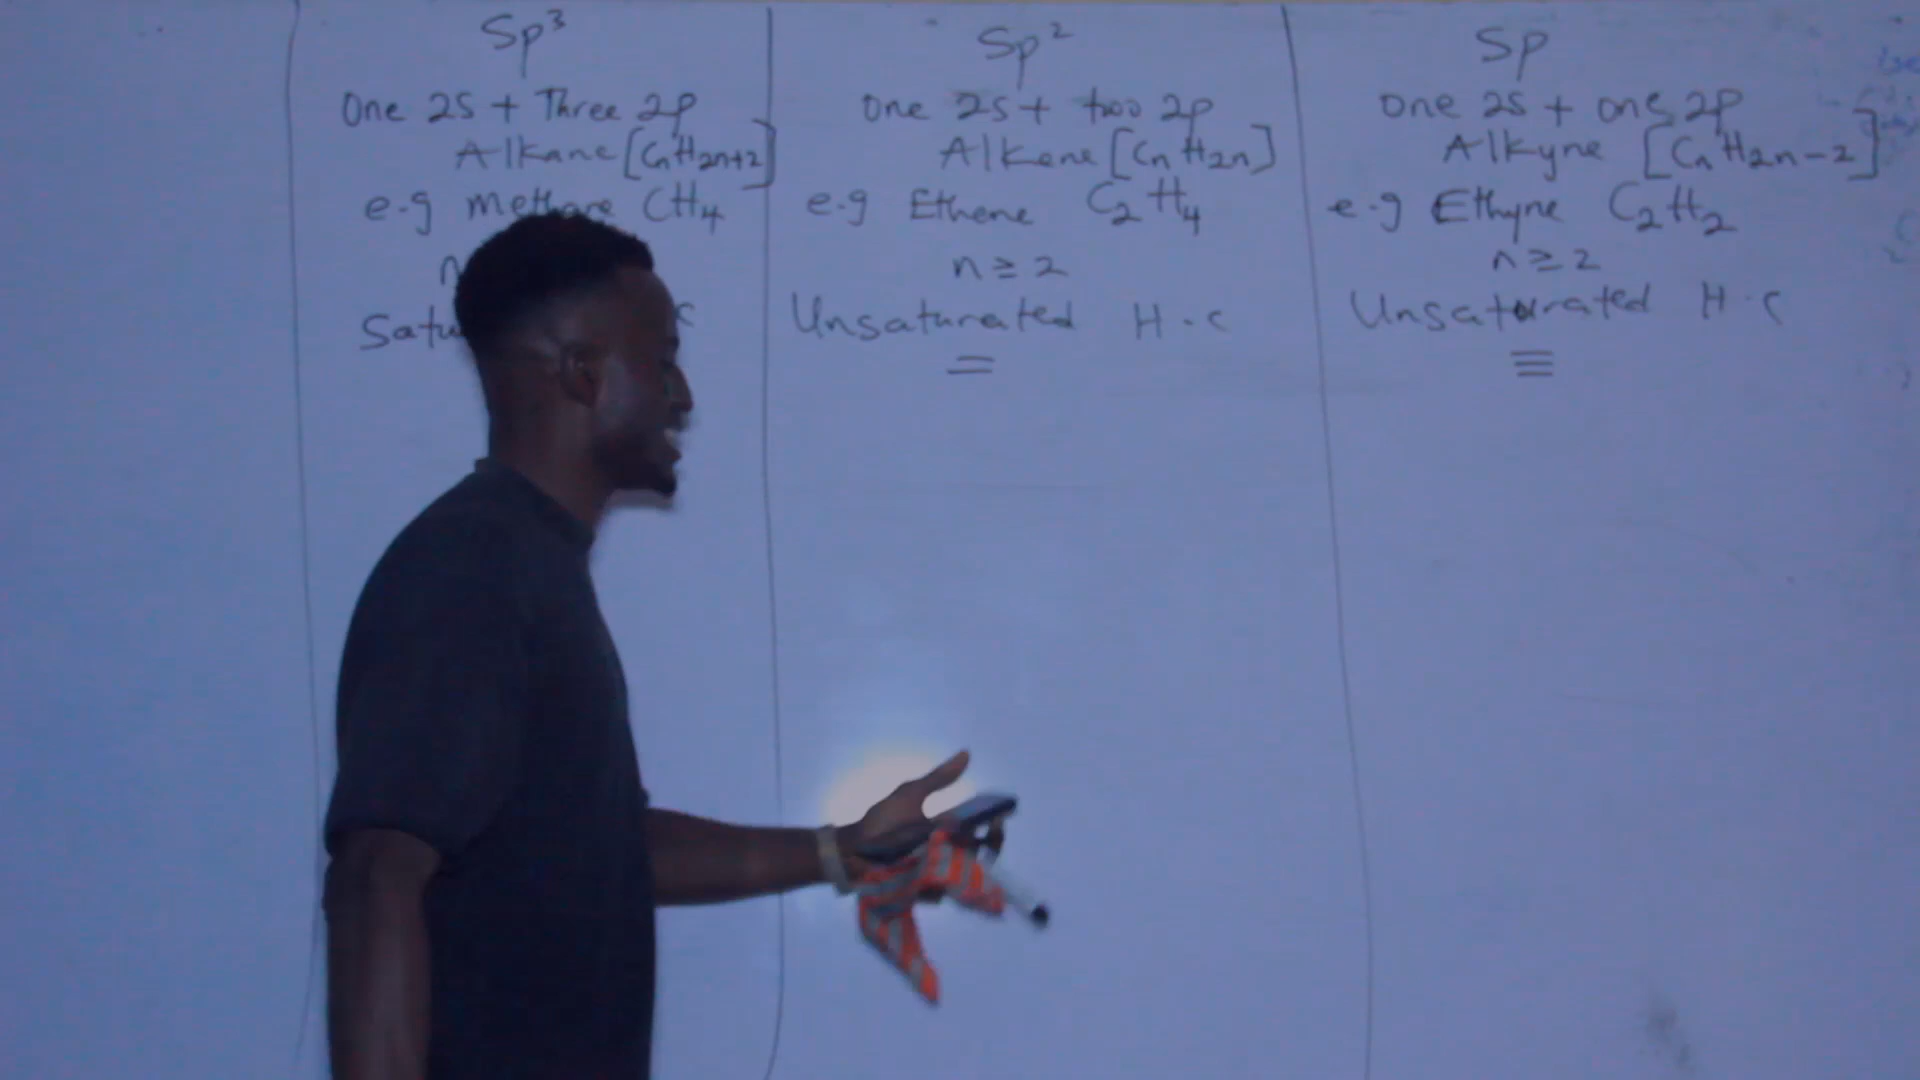 Sp³
One 2S + Three 2p
Alkane [CnH2n+2]
e.g methane CH4
Sp²
One 2s + two 2p
Alkene [CnH2n]
e.g Ethene C2H4
n ≥ 2
Unsaturated H.c
=
Sp
One 2s + one 2p
Alkyne [CnH2n-2]
e.g Ethyne C2H2
n ≥ 2
Unsaturated H.c
≡